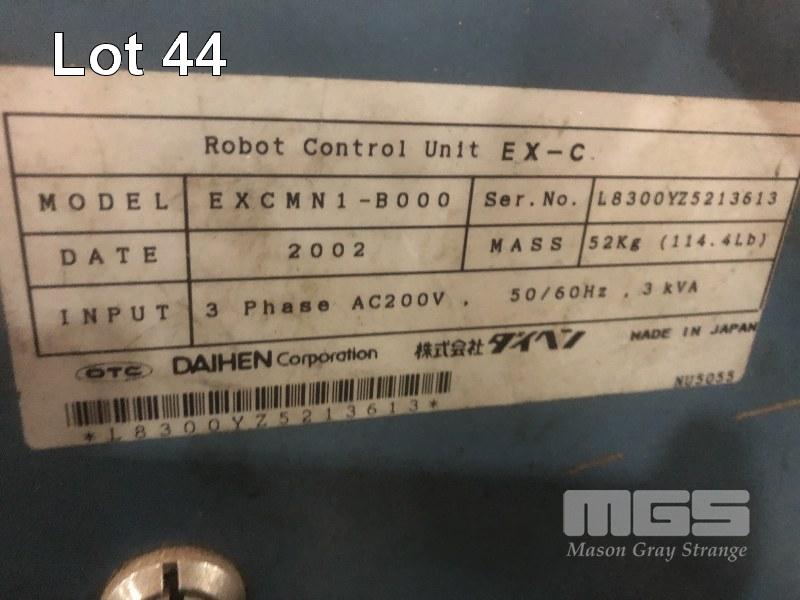 Lot 44
Robot Control Unit EX-C
MODEL EXCMN1-B000 Ser.No. L8300YZ5213613
DATE 2002 MASS 52Kg (114.4Lb)
INPUT 3 Phase AC200V, 50/60Hz, 3kVA
OTC DAIHEN Corporation 株式会社ダイヘン MADE IN JAPAN
NU5055
*L8300YZ5213613*
MGS
Mason Gray Strange